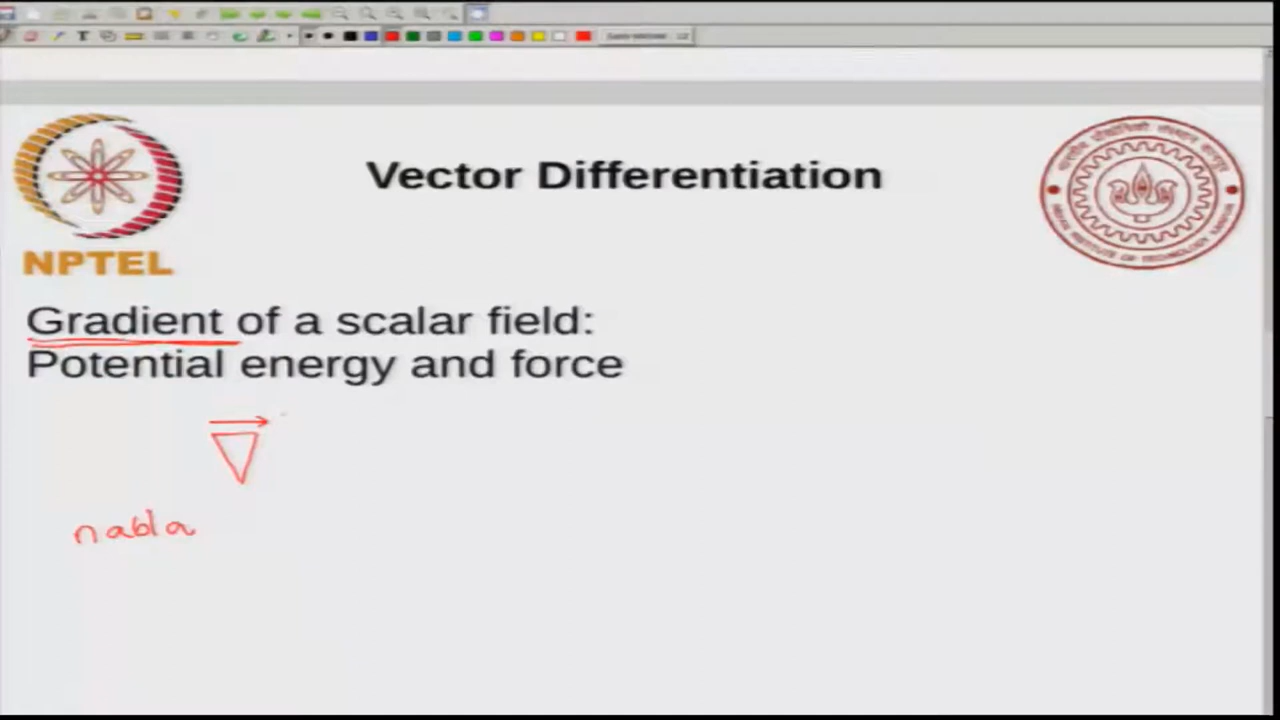 Vector Differentiation
NPTEL
Gradient of a scalar field:
Potential energy and force
∇
nabla